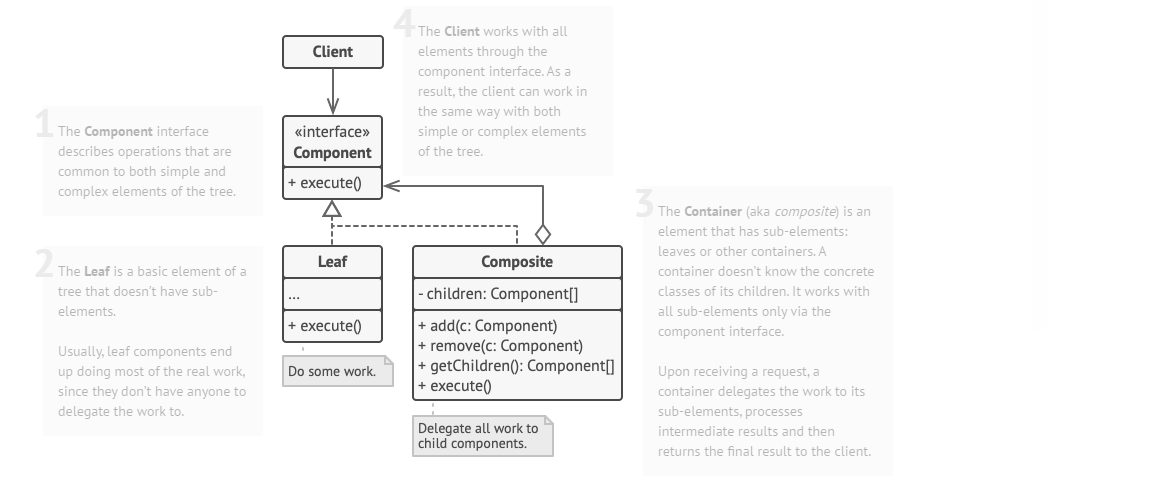 Client
«interface»
Component
+ execute()
Leaf
...
+ execute()
Do some work.
Composite
- children: Component[]
+ add(c: Component)
+ remove(c: Component)
+ getChildren(): Component[]
+ execute()
Delegate all work to
child components.
1
The Component interface
describes operations that are
common to both simple and
complex elements of the tree.
2
The Leaf is a basic element of a
tree that doesn't have sub-
elements.
Usually, leaf components end
up doing most of the real work,
since they don't have anyone to
delegate the work to.
3
The Container (aka composite) is an
element that has sub-elements:
leaves or other containers. A
container doesn't know the concrete
classes of its children. It works with
all sub-elements only via the
component interface.
Upon receiving a request, a
container delegates the work to its
sub-elements, processes
intermediate results and then
returns the final result to the client.
4
The Client works with all
elements through the
component interface. As a
result, the client can work in
the same way with both
simple or complex elements
of the tree.